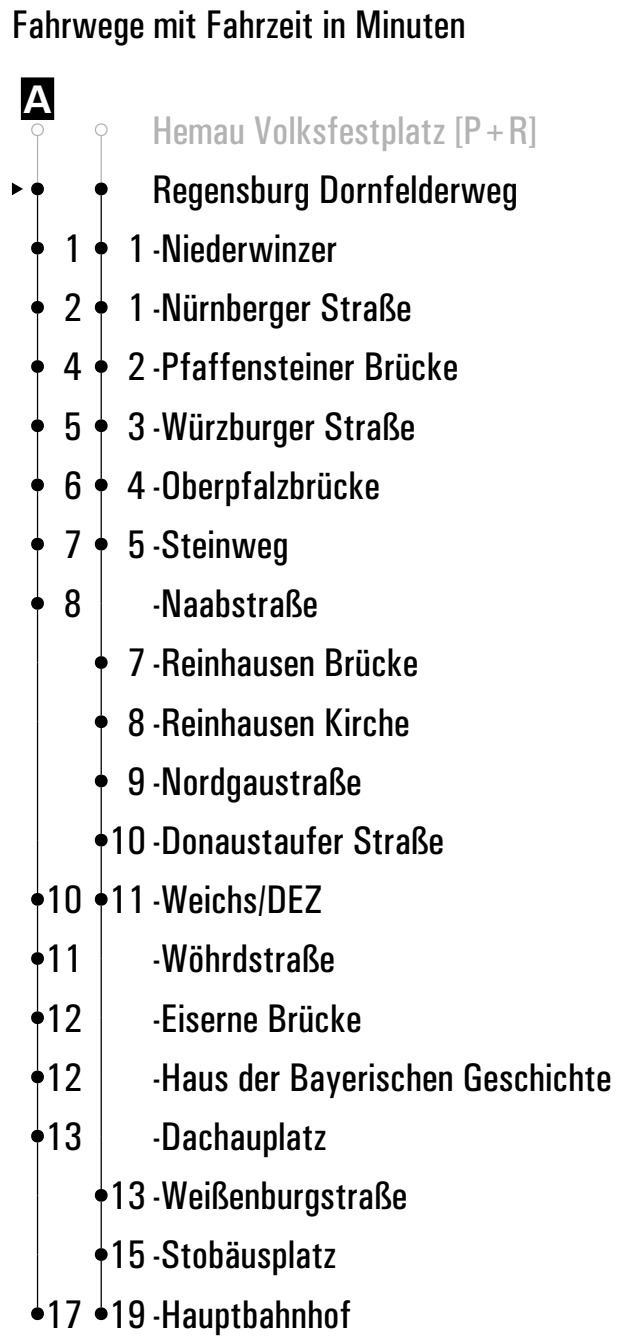 Fahrwege mit Fahrzeit in Minuten
A
Hemau Volksfestplatz [P+R]
Regensburg Dornfelderweg
1 1 -Niederwinzer
2 1 -Nürnberger Straße
4 2 -Pfaffensteiner Brücke
5 3 -Würzburger Straße
6 4 -Oberpfalzbrücke
7 5 -Steinweg
8 -Naabstraße
7 -Reinhausen Brücke
8 -Reinhausen Kirche
9 -Nordgaustraße
10 -Donaustaufer Straße
10 11 -Weichs/DEZ
11 -Wöhrdstraße
12 -Eiserne Brücke
12 -Haus der Bayerischen Geschichte
13 -Dachauplatz
13 -Weißenburgstraße
15 -Stobäusplatz
17 19 -Hauptbahnhof